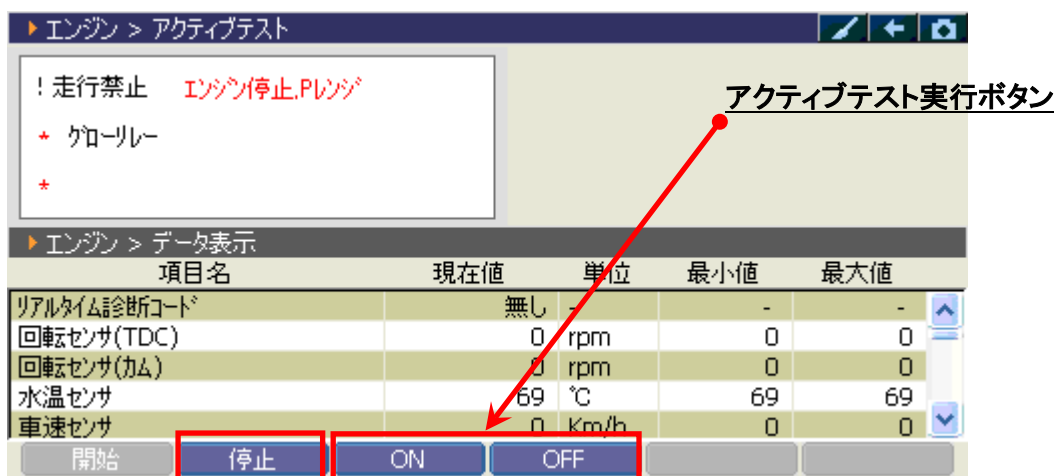 エンジン > アクティブテスト
! 走行禁止 ｴﾝｼﾞﾝ停止,Pﾚﾝｼﾞ
* ｸﾞﾛｰﾘﾚｰ
*
アクティブテスト実行ボタン
エンジン > データ表示
項目名 現在値 単位 最小値 最大値
ﾘｱﾙﾀｲﾑ診断ｺｰﾄﾞ 無し - - -
回転ｾﾝｻ(TDC) 0 rpm 0 0
回転ｾﾝｻ(ｶﾑ) 0 rpm 0 0
水温ｾﾝｻ 69 ℃ 69 69
車速ｾﾝｻ 0 Km/h 0 0
開始 停止 ON OFF